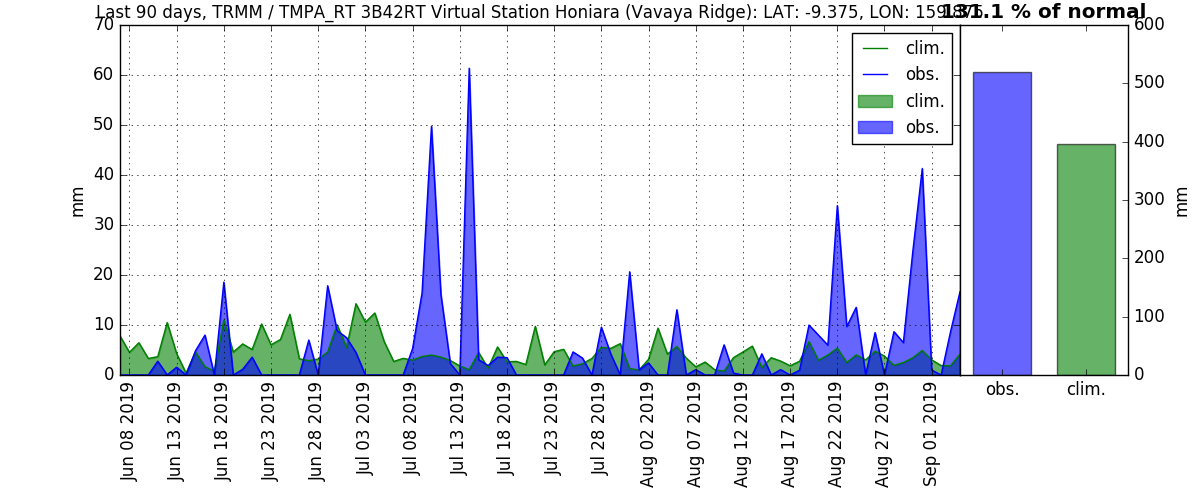 Last 90 days, TRMM / TMPA_RT 3B42RT Virtual Station Honiara (Vavaya Ridge): LAT: -9.375, LON:
131.1 % of normal
70
60
50
40
30
20
10
0
mm
clim.
obs.
clim.
obs.
600
500
400
300
200
100
0
mm
Jun 08 2019
Jun 13 2019
Jun 18 2019
Jun 23 2019
Jun 28 2019
Jul 03 2019
Jul 08 2019
Jul 13 2019
Jul 18 2019
Jul 23 2019
Jul 28 2019
Aug 02 2019
Aug 07 2019
Aug 12 2019
Aug 17 2019
Aug 22 2019
Aug 27 2019
Sep 01 2019
obs.
clim.